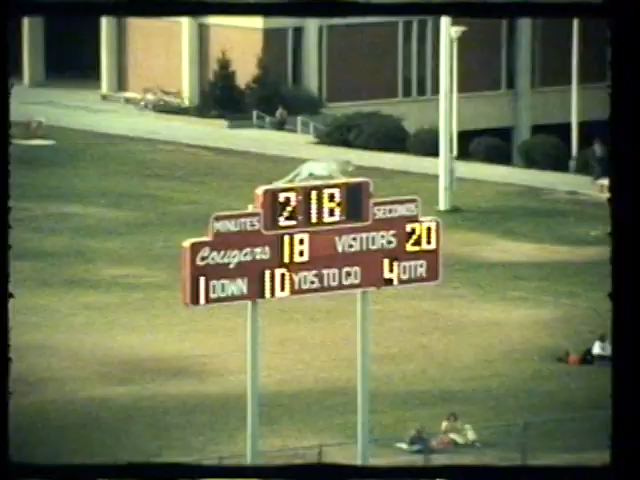 2:18
MINUTES SECONDS
Cougars 18 VISITORS 20
1 DOWN 10 YDS. TO GO 4 QTR